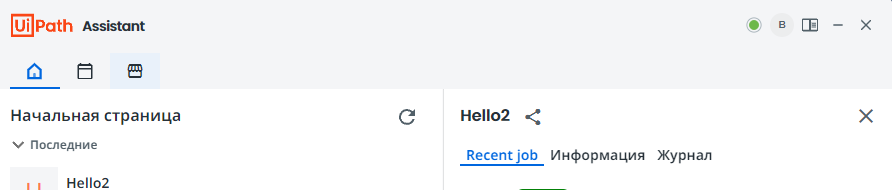 UiPath Assistant
B
Начальная страница
Последние
Hello2
Hello2
Recent job Информация Журнал